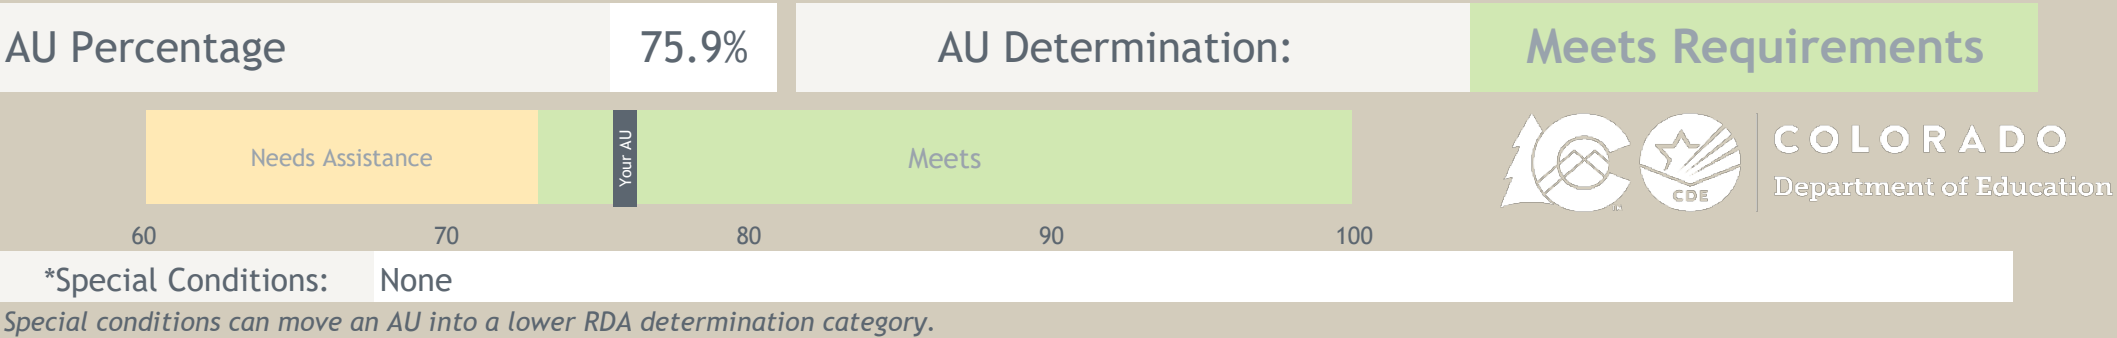 AU Percentage 75.9% AU Determination: Meets Requirements
Needs Assistance
Your AU
Meets
CDE
COLORADO
Department of Education
60 70 80 90 100
*Special Conditions: None
Special conditions can move an AU into a lower RDA determination category.